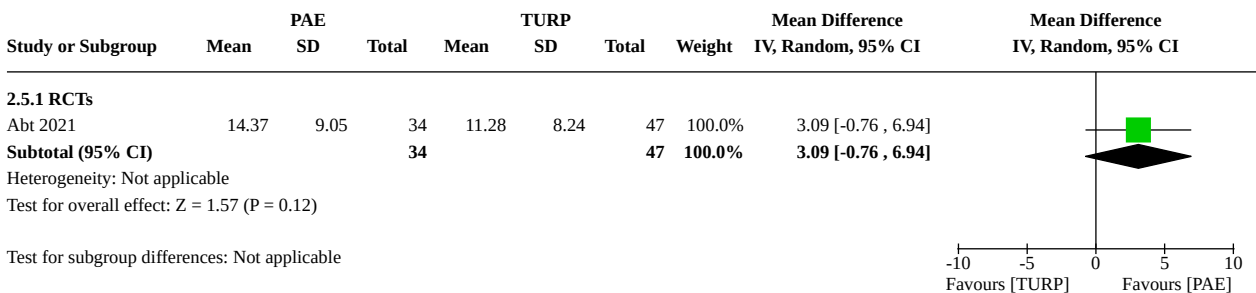 PAE TURP Mean Difference Mean Difference
Study or Subgroup Mean SD Total Mean SD Total Weight IV, Random, 95% CI IV, Random, 95% CI
2.5.1 RCTs
Abt 2021 14.37 9.05 34 11.28 8.24 47 100.0% 3.09 [-0.76 , 6.94]
Subtotal (95% CI) 34 47 100.0% 3.09 [-0.76 , 6.94]
Heterogeneity: Not applicable
Test for overall effect: Z = 1.57 (P = 0.12)
Test for subgroup differences: Not applicable
-10 -5 0 5 10
Favours [TURP] Favours [PAE]